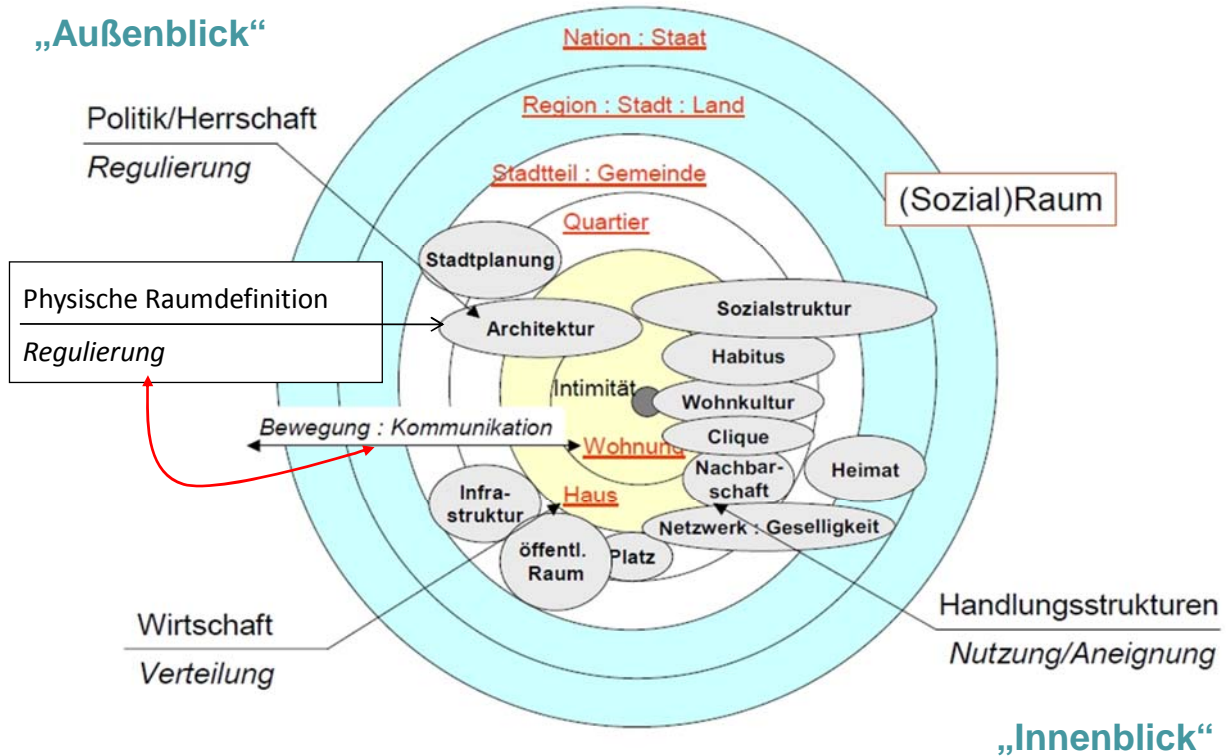 „Außenblick“
Nation : Staat
Region : Stadt : Land
Politik/Herrschaft
Regulierung
Stadtteil : Gemeinde
(Sozial)Raum
Quartier
Stadtplanung
Physische Raumdefinition
Regulierung
Sozialstruktur
Architektur
Habitus
Intimität
Wohnkultur
Bewegung : Kommunikation
Clique
Wohnung
Nachbar-
schaft
Heimat
Infra-
struktur
Haus
Netzwerk : Geselligkeit
öffentl.
Raum
Platz
Wirtschaft
Verteilung
Handlungsstrukturen
Nutzung/Aneignung
„Innenblick“